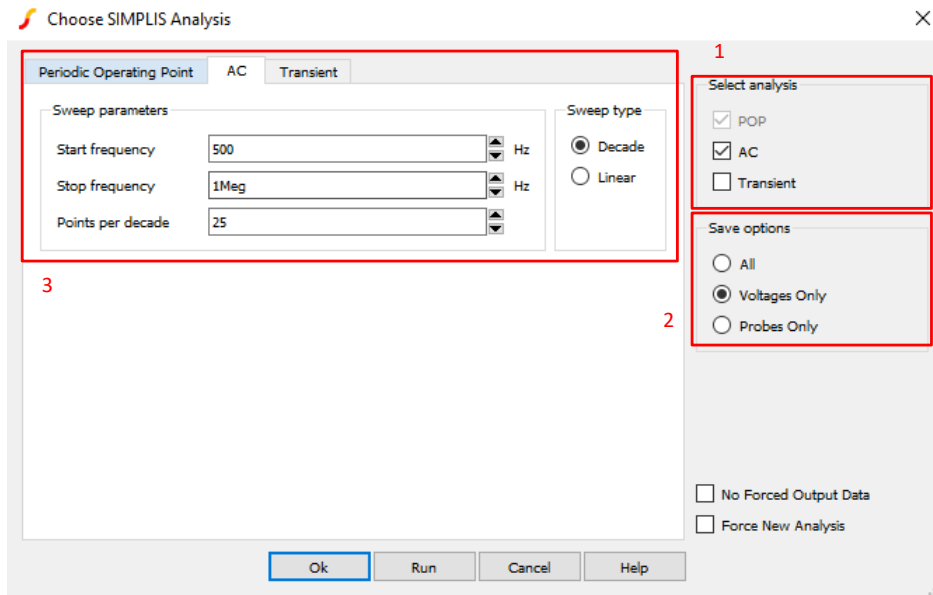 Choose SIMPLIS Analysis
1
Periodic Operating Point AC Transient
Select analysis
Sweep parameters
Sweep type
POP
Start frequency 500 Hz
Decade
AC
Stop frequency 1Meg Hz
Linear
Transient
Points per decade 25
Save options
All
3
Voltages Only
2
Probes Only
No Forced Output Data
Force New Analysis
Ok Run Cancel Help